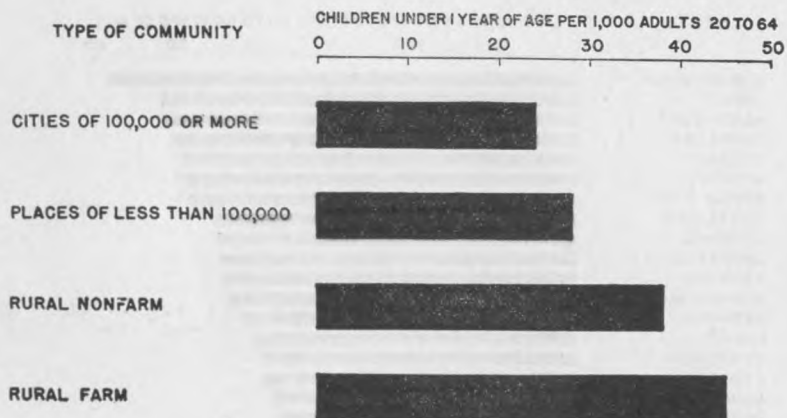 CHILDREN UNDER 1 YEAR OF AGE PER 1,000 ADULTS 20 TO 64
TYPE OF COMMUNITY
0 10 20 30 40 50
CITIES OF 100,000 OR MORE
PLACES OF LESS THAN 100,000
RURAL NONFARM
RURAL FARM